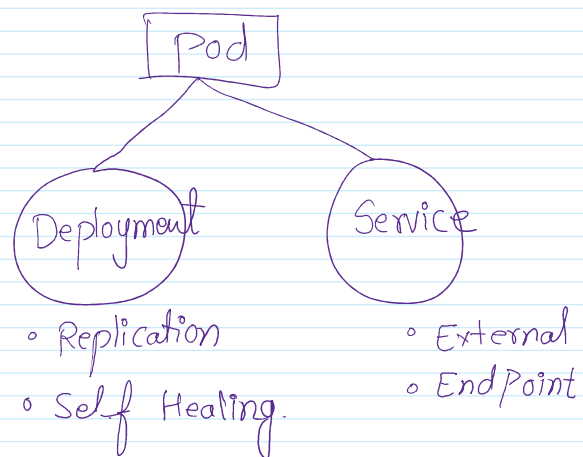 Pod
Deployment
Service
Replication
Self Healing.
External
EndPoint